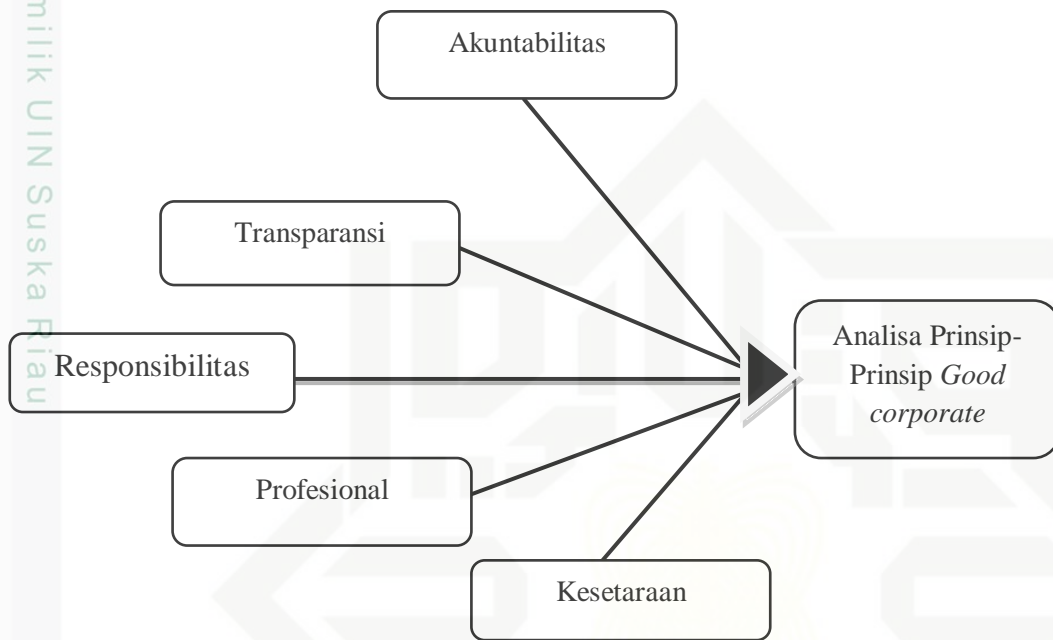 milik UIN Suska Riau
Akuntabilitas
Transparansi
Responsibilitas
Analisa Prinsip-
Prinsip Good
corporate
Profesional
Kesetaraan